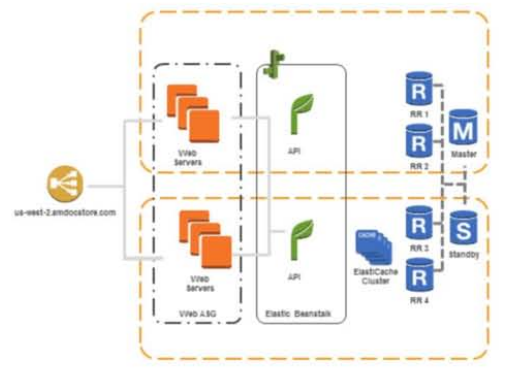 R
RR 1
Web
Servers
API
R
RR 2
M
Master
us-west-2.amdocstore.com
Web
Servers
API
CACHE
ElastiCache
Cluster
R
RR 3
S
Standby
R
RR 4
Web ASG
Elastic Beanstalk